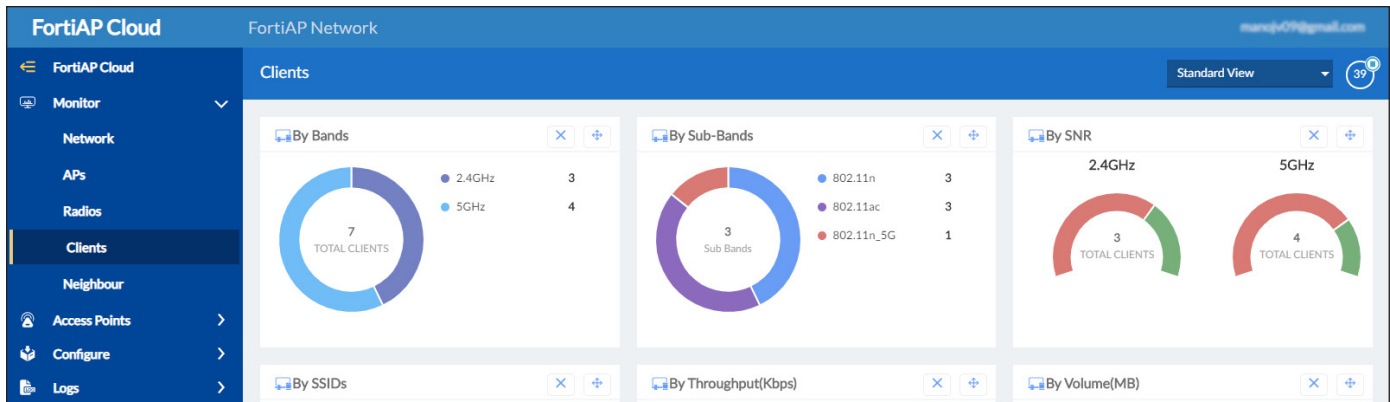 FortiAP Cloud
FortiAP Network
FortiAP Cloud
Clients
Standard View
39
Monitor
Network
APs
Radios
Clients
Neighbour
Access Points
Configure
Logs
By Bands
7
TOTAL CLIENTS
2.4GHz 3
5GHz 4
By Sub-Bands
3
Sub Bands
802.11n 3
802.11ac 3
802.11n_5G 1
By SNR
2.4GHz
3
TOTAL CLIENTS
5GHz
4
TOTAL CLIENTS
By SSIDs
By Throughput(Kbps)
By Volume(MB)